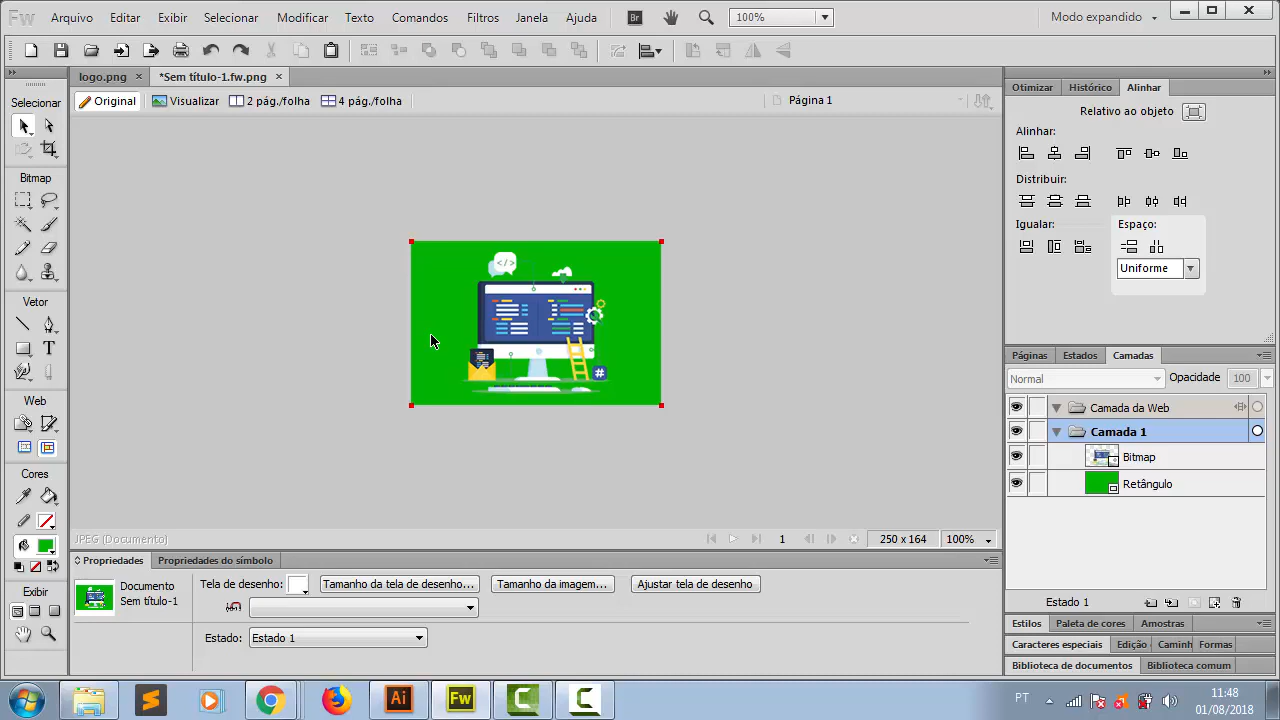 Fw
Arquivo Editar Exibir Selecionar Modificar Texto Comandos Filtros Janela Ajuda
Br
100%
Modo expandido
logo.png
*Sem título-1.fw.png
Original
Visualizar
2 pág./folha
4 pág./folha
Página 1
Selecionar
Bitmap
Vetor
T
Web
Cores
Exibir
</>
#
Otimizar Histórico Alinhar
Relativo ao objeto
Alinhar:
Distribuir:
Igualar: Espaço:
Uniforme
Páginas Estados Camadas
Normal Opacidade 100
Camada da Web
Camada 1
Bitmap
Retângulo
Estado 1
Estilos Paleta de cores Amostras
Caracteres especiais Edição Caminh Formas
Biblioteca de documentos Biblioteca comum
JPEG (Documento)
1
250 x 164
100%
Propriedades Propriedades do símbolo
Documento
Sem título-1
Tela de desenho:
Tamanho da tela de desenho...
Tamanho da imagem...
Ajustar tela de desenho
Estado: Estado 1
S
Ai
Fw
C
C
PT
11:48
01/08/2018